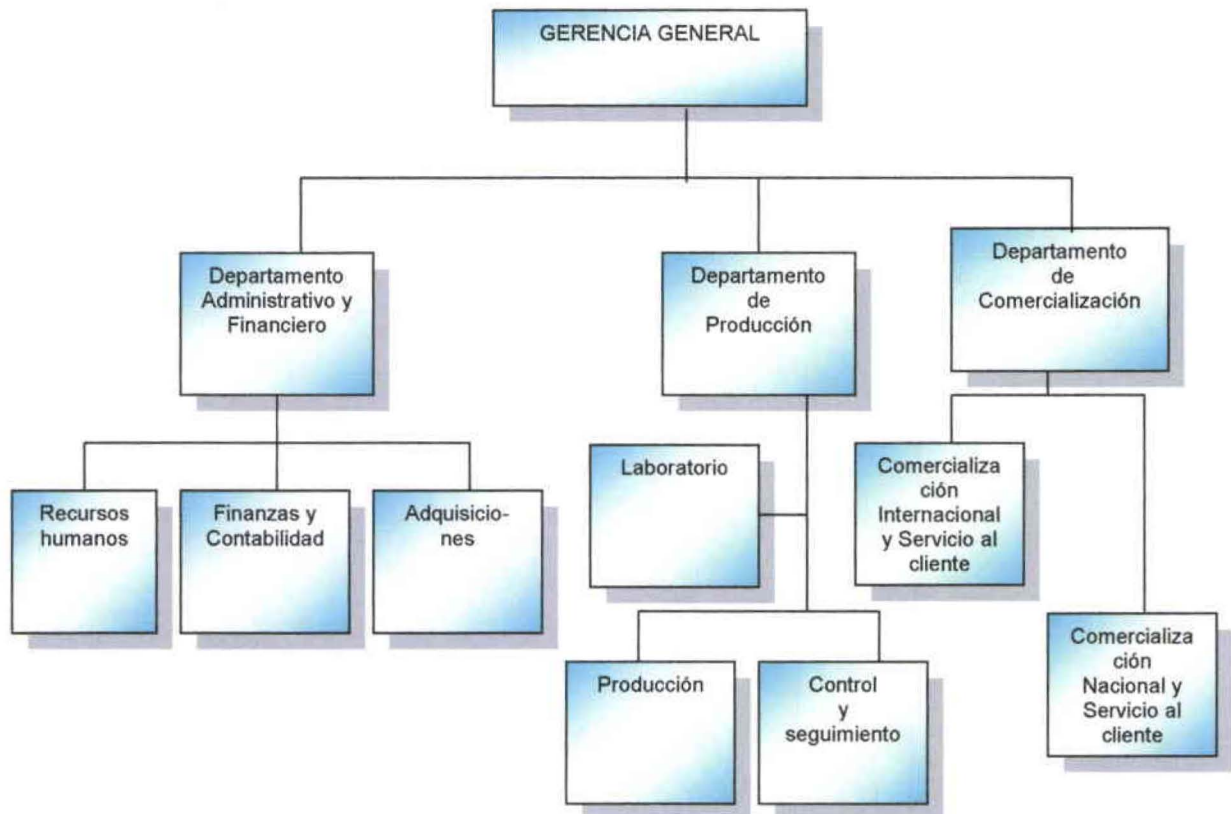 GERENCIA GENERAL
Departamento
Administrativo y
Financiero
Departamento
de
Producción
Departamento
de
Comercialización
Recursos
humanos
Finanzas y
Contabilidad
Adquisicio-
nes
Laboratorio
Comercializa
ción
Internacional
y Servicio al
cliente
Producción
Control
y
seguimiento
Comercializa
ción
Nacional y
Servicio al
cliente